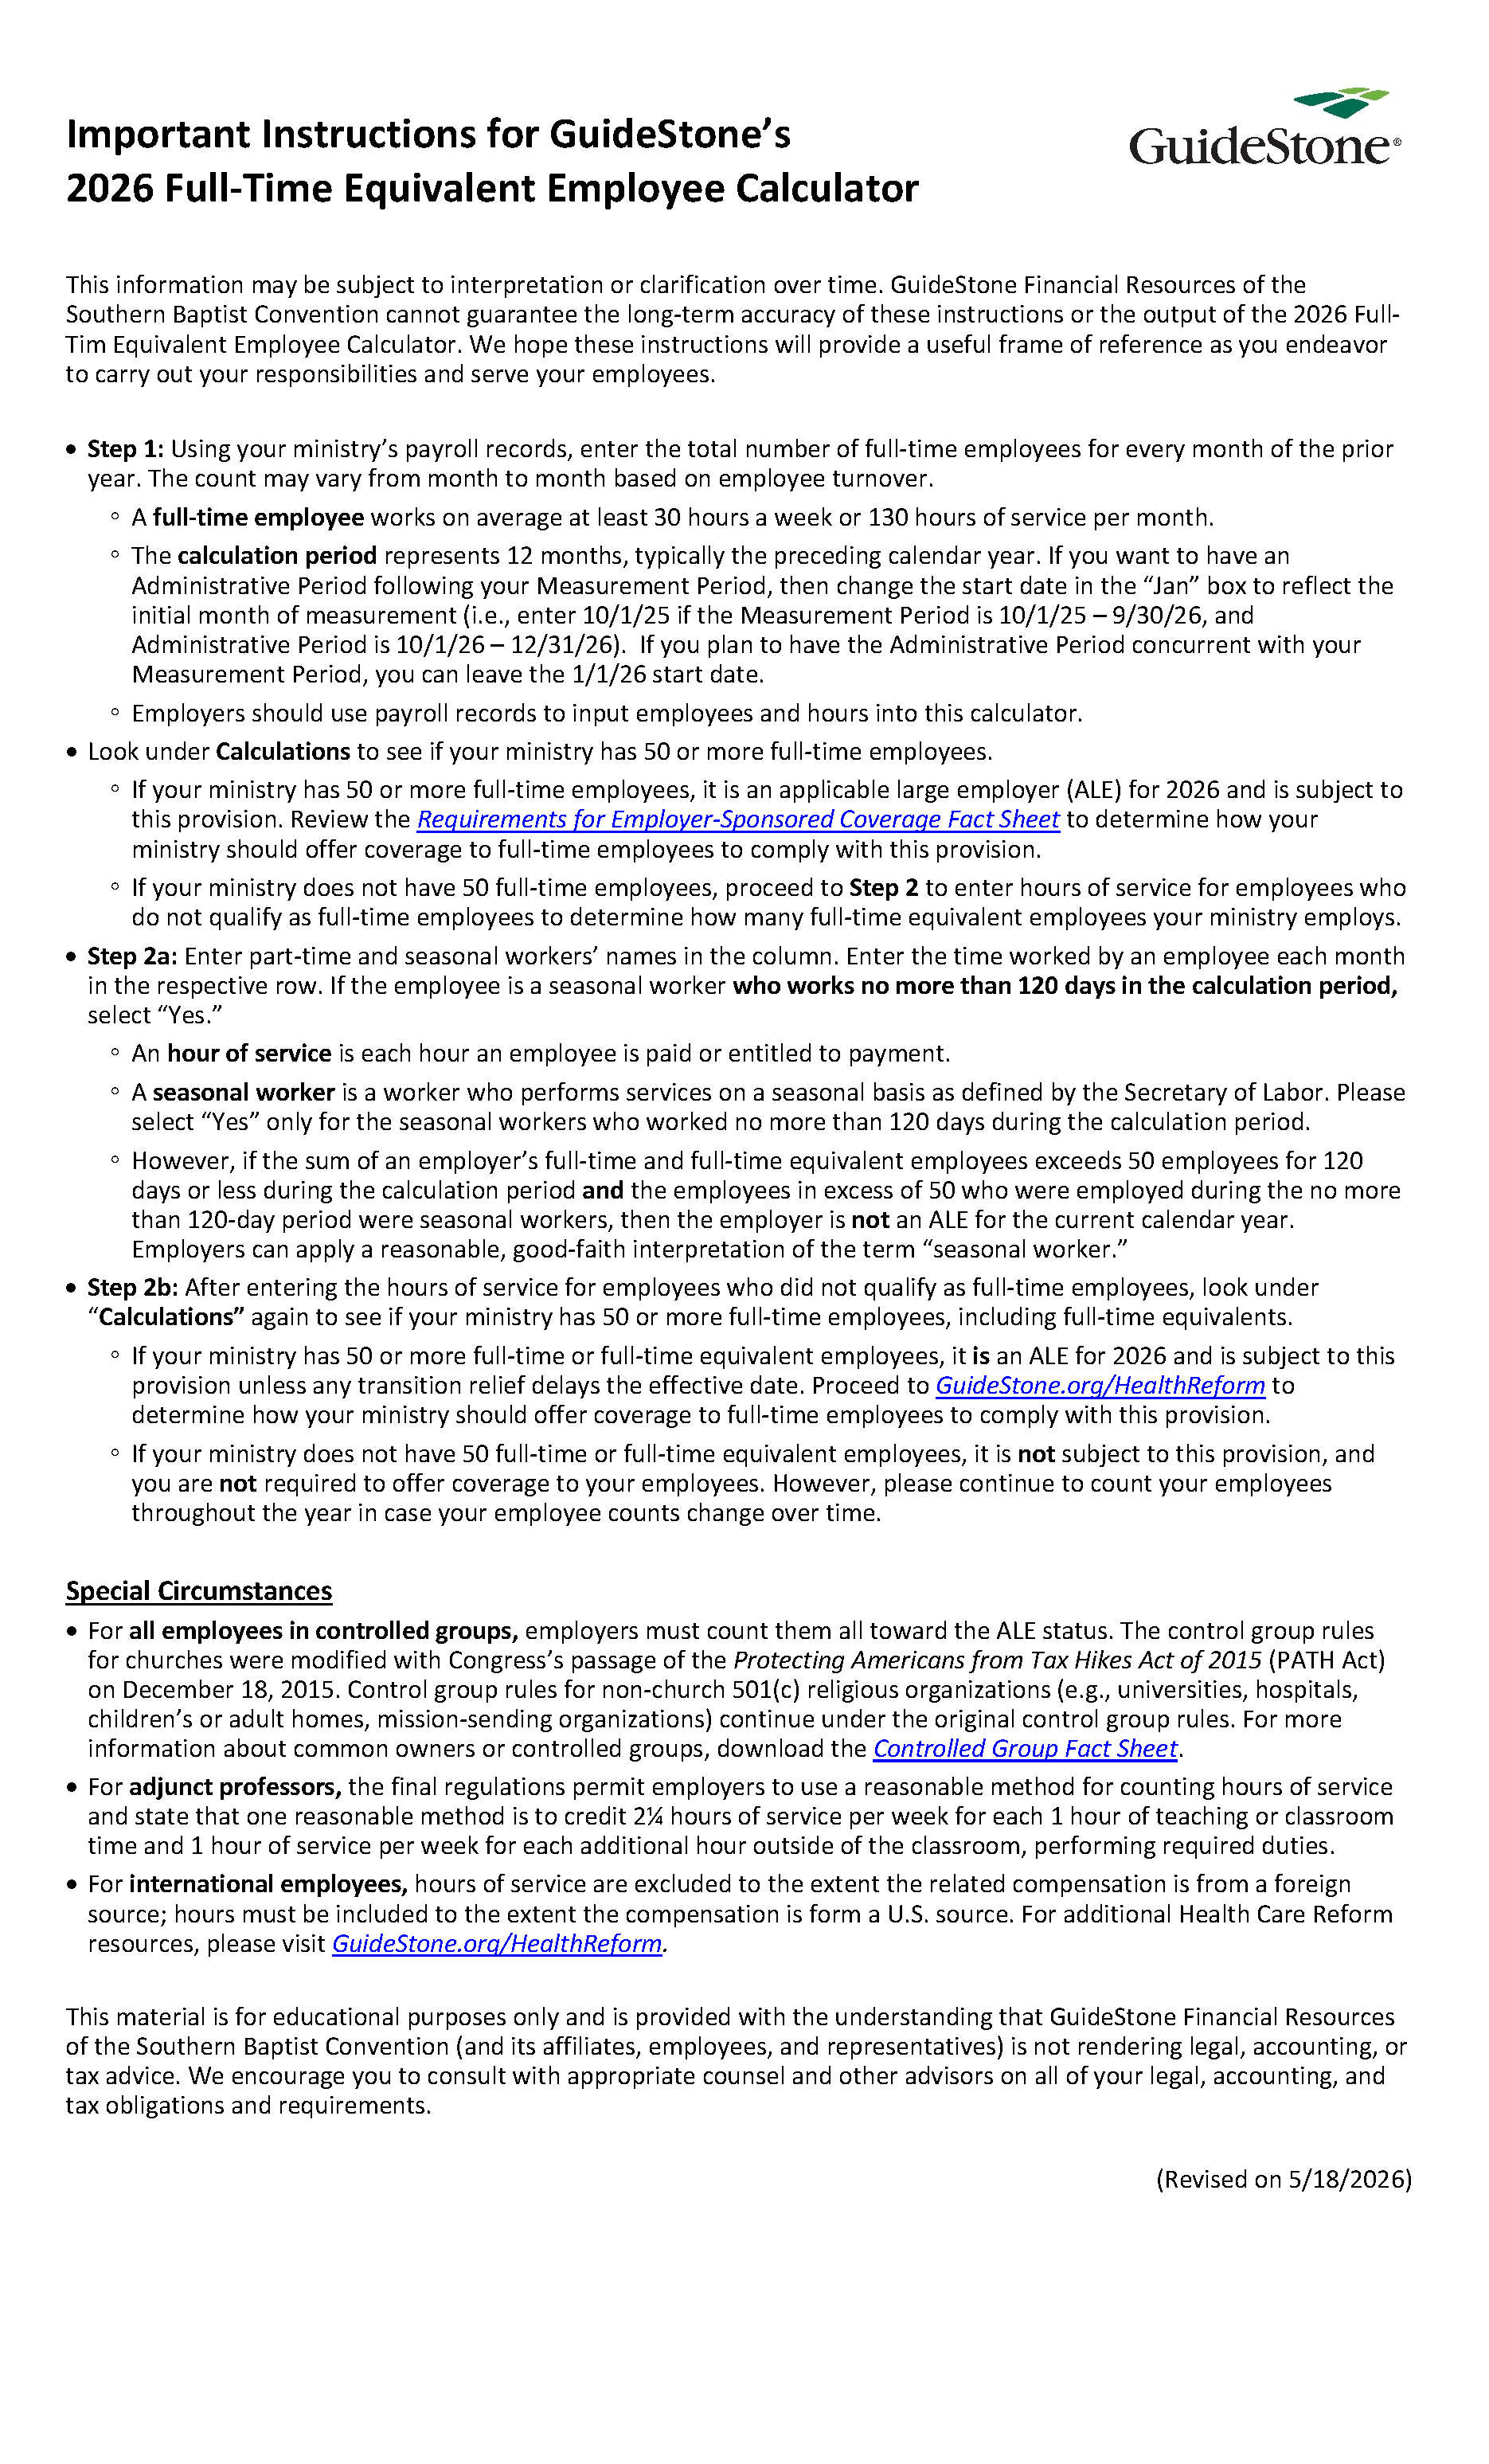 Important Instructions for GuideStone’s
2026 Full-Time Equivalent Employee Calculator
GuideStone®
This information may be subject to interpretation or clarification over time. GuideStone Financial Resources of the
Southern Baptist Convention cannot guarantee the long-term accuracy of these instructions or the output of the 2026 Full-
Tim Equivalent Employee Calculator. We hope these instructions will provide a useful frame of reference as you endeavor
to carry out your responsibilities and serve your employees.
• Step 1: Using your ministry’s payroll records, enter the total number of full-time employees for every month of the prior
year. The count may vary from month to month based on employee turnover.
◦ A full-time employee works on average at least 30 hours a week or 130 hours of service per month.
◦ The calculation period represents 12 months, typically the preceding calendar year. If you want to have an
Administrative Period following your Measurement Period, then change the start date in the “Jan” box to reflect the
initial month of measurement (i.e., enter 10/1/25 if the Measurement Period is 10/1/25 – 9/30/26, and
Administrative Period is 10/1/26 – 12/31/26).  If you plan to have the Administrative Period concurrent with your
Measurement Period, you can leave the 1/1/26 start date.
◦ Employers should use payroll records to input employees and hours into this calculator.
• Look under Calculations to see if your ministry has 50 or more full-time employees.
◦ If your ministry has 50 or more full-time employees, it is an applicable large employer (ALE) for 2026 and is subject to
this provision. Review the Requirements for Employer-Sponsored Coverage Fact Sheet to determine how your
ministry should offer coverage to full-time employees to comply with this provision.
◦ If your ministry does not have 50 full-time employees, proceed to Step 2 to enter hours of service for employees who
do not qualify as full-time employees to determine how many full-time equivalent employees your ministry employs.
• Step 2a: Enter part-time and seasonal workers’ names in the column. Enter the time worked by an employee each month
in the respective row. If the employee is a seasonal worker who works no more than 120 days in the calculation period,
select “Yes.”
◦ An hour of service is each hour an employee is paid or entitled to payment.
◦ A seasonal worker is a worker who performs services on a seasonal basis as defined by the Secretary of Labor. Please
select “Yes” only for the seasonal workers who worked no more than 120 days during the calculation period.
◦ However, if the sum of an employer’s full-time and full-time equivalent employees exceeds 50 employees for 120
days or less during the calculation period and the employees in excess of 50 who were employed during the no more
than 120-day period were seasonal workers, then the employer is not an ALE for the current calendar year.
Employers can apply a reasonable, good-faith interpretation of the term “seasonal worker.”
• Step 2b: After entering the hours of service for employees who did not qualify as full-time employees, look under
“Calculations” again to see if your ministry has 50 or more full-time employees, including full-time equivalents.
◦ If your ministry has 50 or more full-time or full-time equivalent employees, it is an ALE for 2026 and is subject to this
provision unless any transition relief delays the effective date. Proceed to GuideStone.org/HealthReform to
determine how your ministry should offer coverage to full-time employees to comply with this provision.
◦ If your ministry does not have 50 full-time or full-time equivalent employees, it is not subject to this provision, and
you are not required to offer coverage to your employees. However, please continue to count your employees
throughout the year in case your employee counts change over time.
Special Circumstances
• For all employees in controlled groups, employers must count them all toward the ALE status. The control group rules
for churches were modified with Congress’s passage of the Protecting Americans from Tax Hikes Act of 2015 (PATH Act)
on December 18, 2015. Control group rules for non-church 501(c) religious organizations (e.g., universities, hospitals,
children’s or adult homes, mission-sending organizations) continue under the original control group rules. For more
information about common owners or controlled groups, download the Controlled Group Fact Sheet.
• For adjunct professors, the final regulations permit employers to use a reasonable method for counting hours of service
and state that one reasonable method is to credit 2¼ hours of service per week for each 1 hour of teaching or classroom
time and 1 hour of service per week for each additional hour outside of the classroom, performing required duties.
• For international employees, hours of service are excluded to the extent the related compensation is from a foreign
source; hours must be included to the extent the compensation is form a U.S. source. For additional Health Care Reform
resources, please visit GuideStone.org/HealthReform.
This material is for educational purposes only and is provided with the understanding that GuideStone Financial Resources
of the Southern Baptist Convention (and its affiliates, employees, and representatives) is not rendering legal, accounting, or
tax advice. We encourage you to consult with appropriate counsel and other advisors on all of your legal, accounting, and
tax obligations and requirements.
(Revised on 5/18/2026)